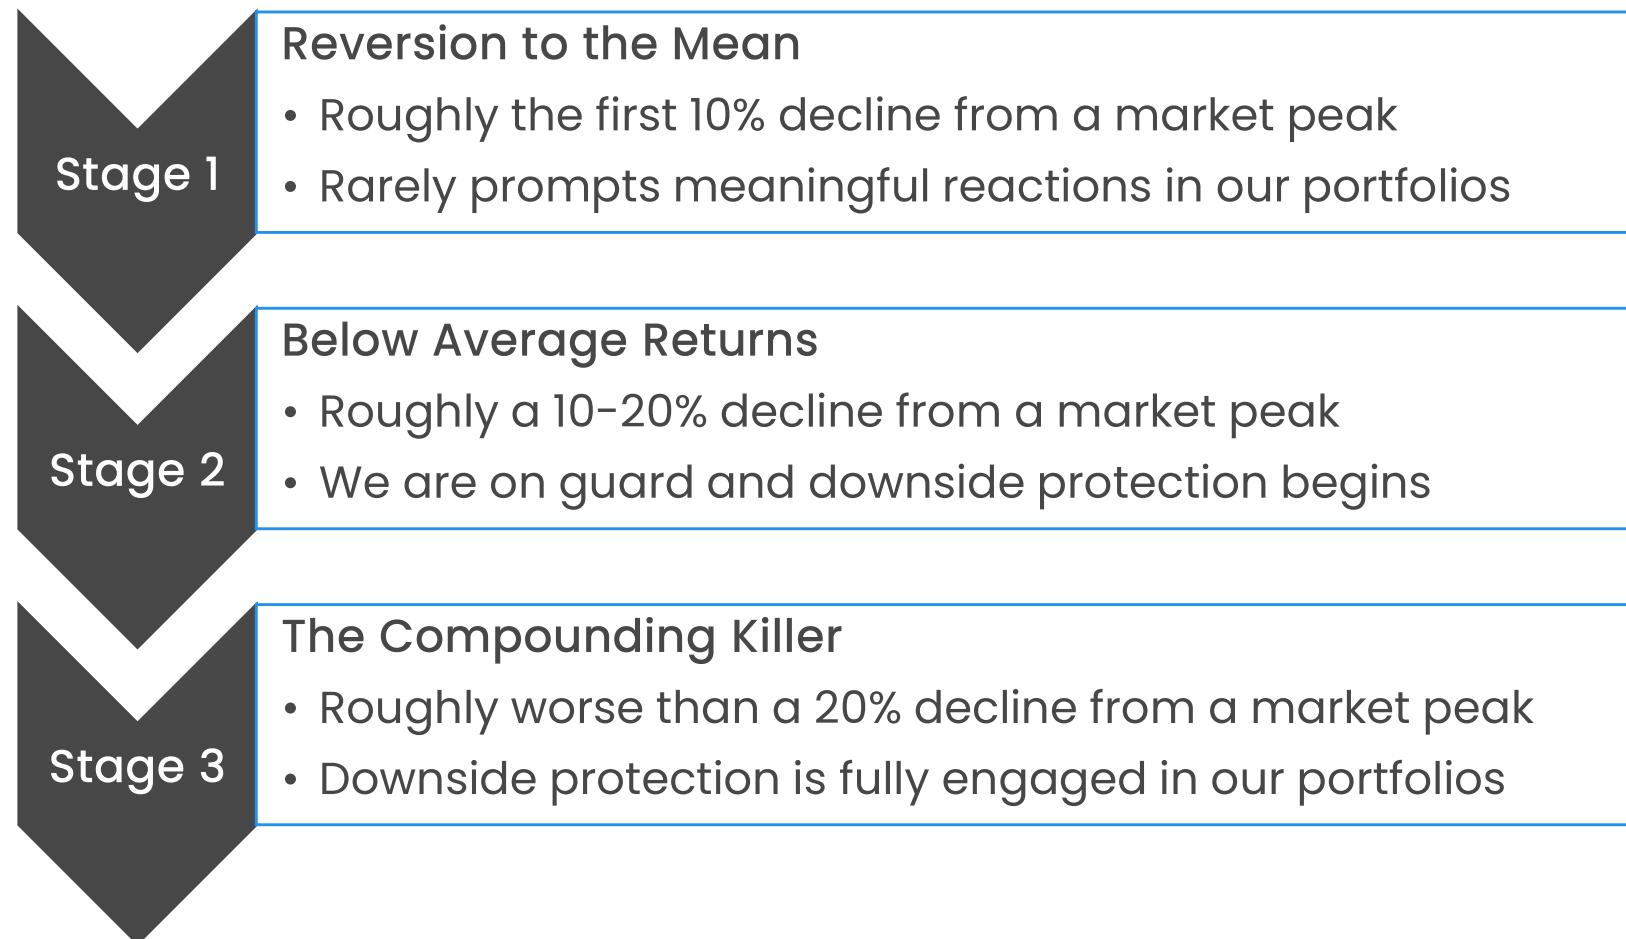 Stage 1
Reversion to the Mean
• Roughly the first 10% decline from a market peak
• Rarely prompts meaningful reactions in our portfolios
Stage 2
Below Average Returns
• Roughly a 10-20% decline from a market peak
• We are on guard and downside protection begins
Stage 3
The Compounding Killer
• Roughly worse than a 20% decline from a market peak
• Downside protection is fully engaged in our portfolios